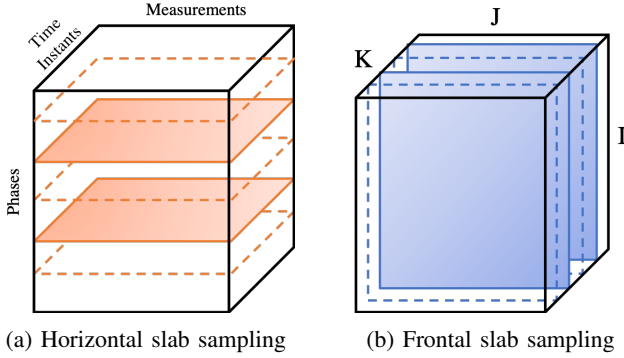 Measurements
Time
Instants
Phases
J
K
I
(a) Horizontal slab sampling
(b) Frontal slab sampling